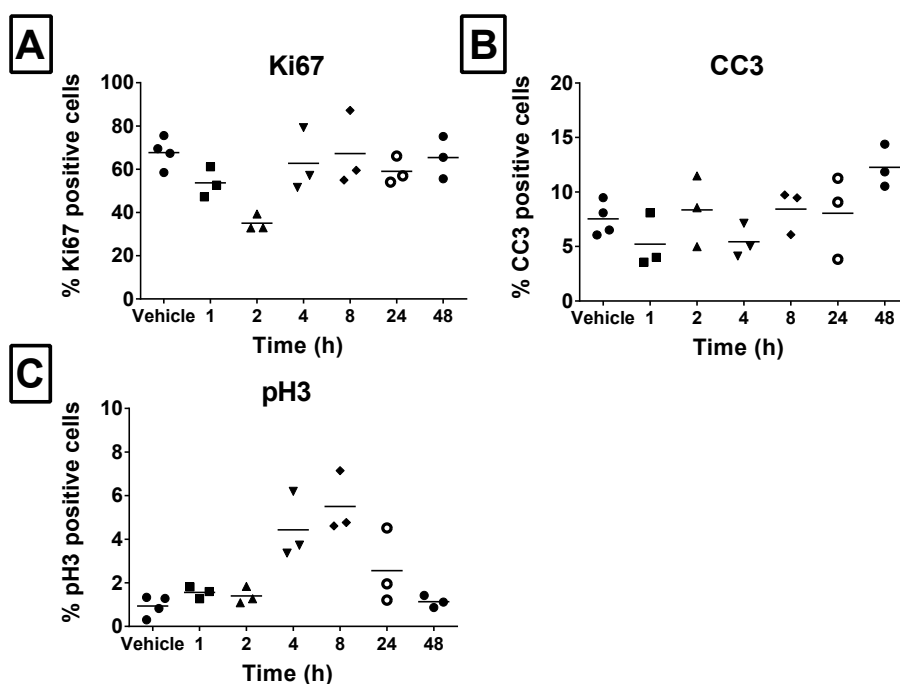 A
Ki67
% Ki67 positive cells
100
80
60
40
20
0
Vehicle 1 2 4 8 24 48
Time (h)
B
CC3
% CC3 positive cells
20
15
10
5
0
Vehicle 1 2 4 8 24 48
Time (h)
C
pH3
% pH3 positive cells
10
8
6
4
2
0
Vehicle 1 2 4 8 24 48
Time (h)